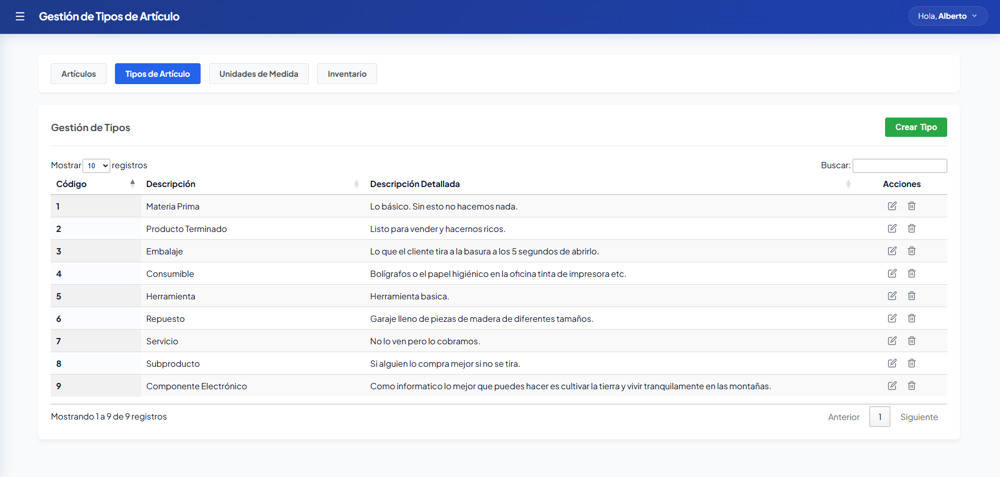 Gestión de Tipos de Artículo
Hola, Alberto
Artículos Tipos de Artículo Unidades de Medida Inventario
Gestión de Tipos
Crear Tipo
Mostrar 10 registros Buscar:
Código Descripción Descripción Detallada Acciones
1 Materia Prima Lo básico. Sin esto no hacemos nada.
2 Producto Terminado Listo para vender y hacernos ricos.
3 Embalaje Lo que el cliente tira a la basura a los 5 segundos de abrirlo.
4 Consumible Bolígrafos o el papel higiénico en la oficina tinta de impresora etc.
5 Herramienta Herramienta basica.
6 Repuesto Garaje lleno de piezas de madera de diferentes tamaños.
7 Servicio No lo ven pero lo cobramos.
8 Subproducto Si alguien lo compra mejor si no se tira.
9 Componente Electrónico Como informatico lo mejor que puedes hacer es cultivar la tierra y vivir tranquilamente en las montañas.
Mostrando 1 a 9 de 9 registros Anterior 1 Siguiente